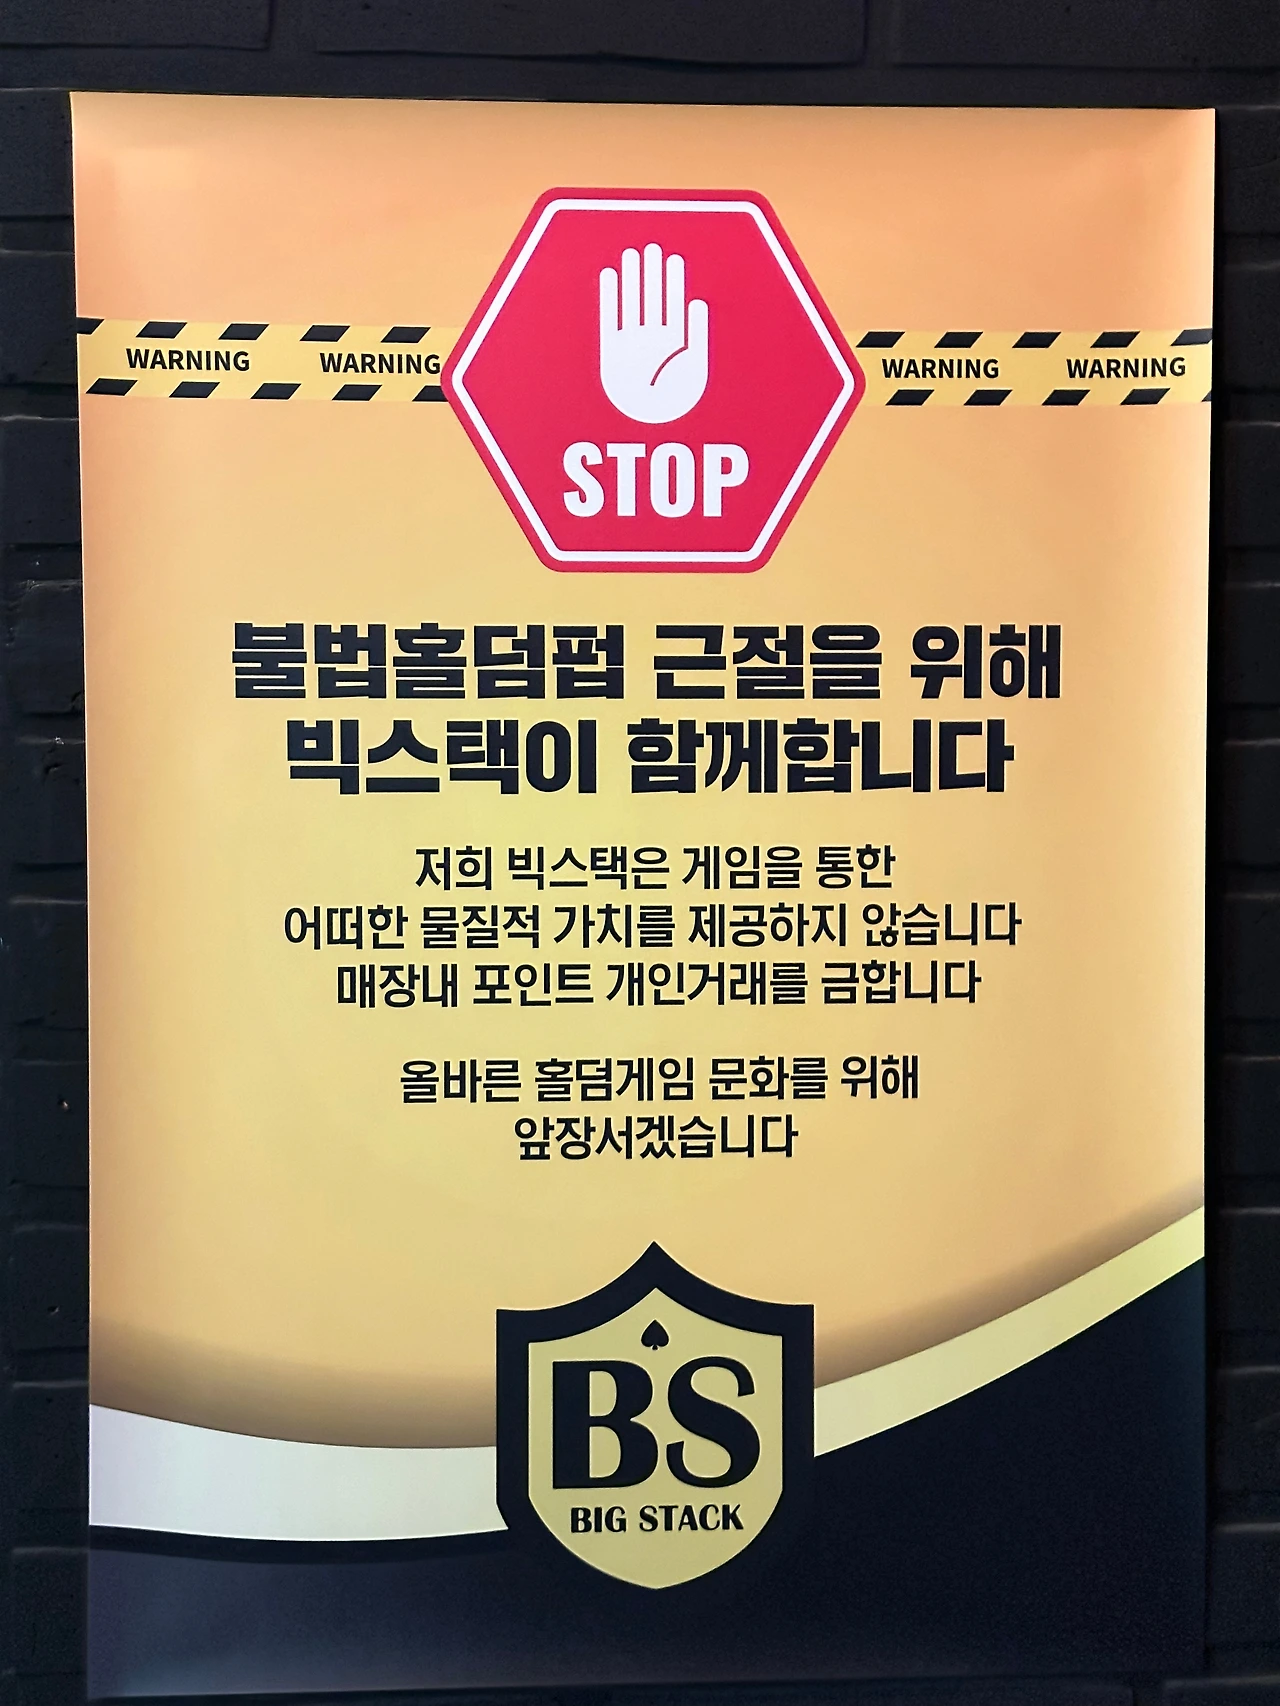 STOP
WARNING WARNING WARNING WARNING
불법홀덤펍 근절을 위해
빅스택이 함께합니다
저희 빅스택은 게임을 통한
어떠한 물질적 가치를 제공하지 않습니다
매장내 포인트 개인거래를 금합니다
올바른 홀덤게임 문화를 위해
앞장서겠습니다
BS
BIG STACK